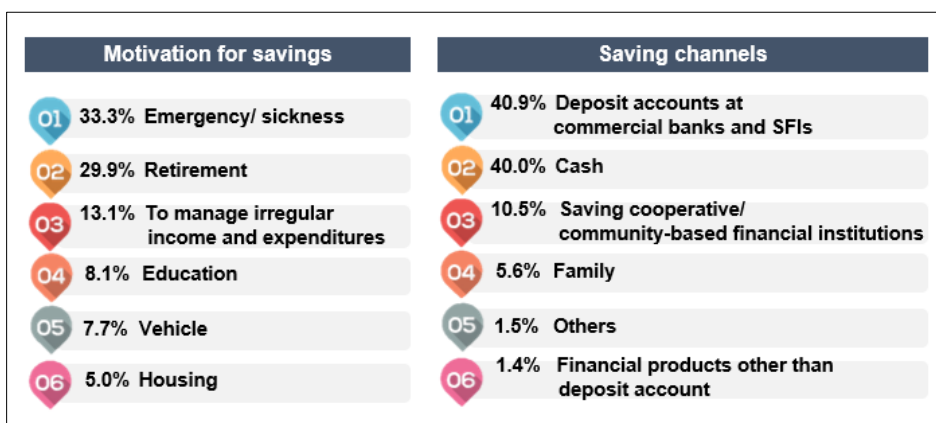 Motivation for savings
01 33.3% Emergency/ sickness
02 29.9% Retirement
03 13.1% To manage irregular
income and expenditures
04 8.1% Education
05 7.7% Vehicle
06 5.0% Housing
Saving channels
01 40.9% Deposit accounts at
commercial banks and SFIs
02 40.0% Cash
03 10.5% Saving cooperative/
community-based financial institutions
04 5.6% Family
05 1.5% Others
06 1.4% Financial products other than
deposit account